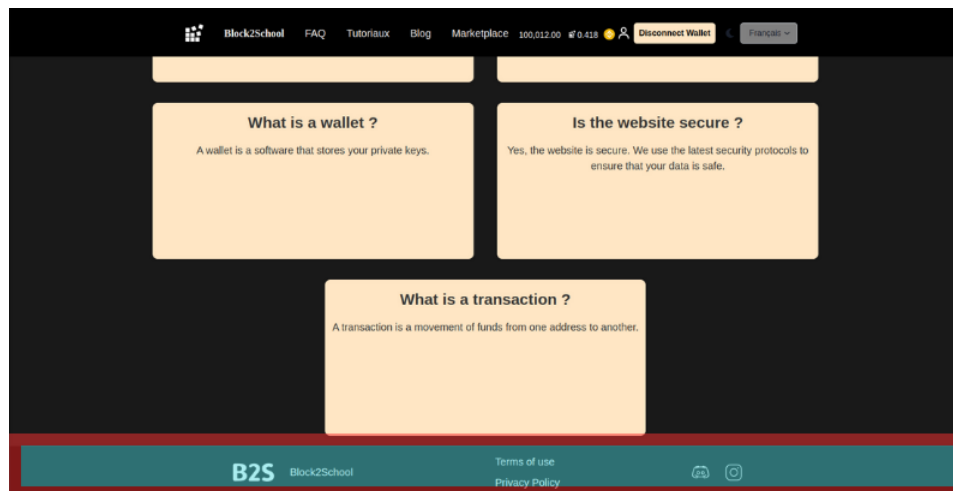 Block2School FAQ Tutoriaux Blog Marketplace 100,012.00 0.418 Disconnect Wallet Français
What is a wallet ?
A wallet is a software that stores your private keys.
Is the website secure ?
Yes, the website is secure. We use the latest security protocols to
ensure that your data is safe.
What is a transaction ?
A transaction is a movement of funds from one address to another.
B2S Block2School
Terms of use
Privacy Policy